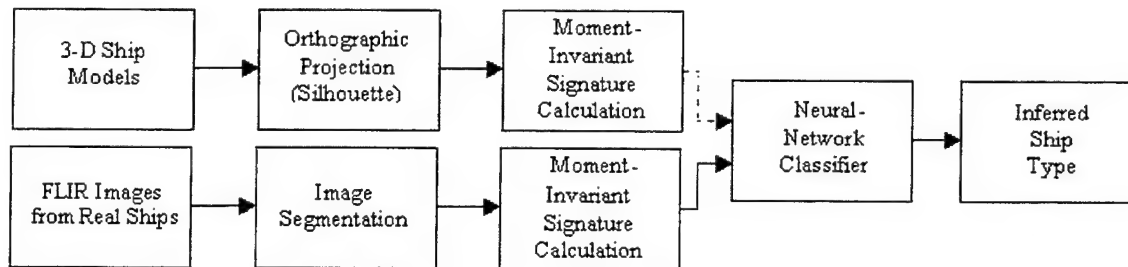 3-D Ship
Models
Orthographic
Projection
(Silhouette)
Moment-
Invariant
Signature
Calculation
Neural-
Network
Classifier
Inferred
Ship
Type
FLIR Images
from Real Ships
Image
Segmentation
Moment-
Invariant
Signature
Calculation